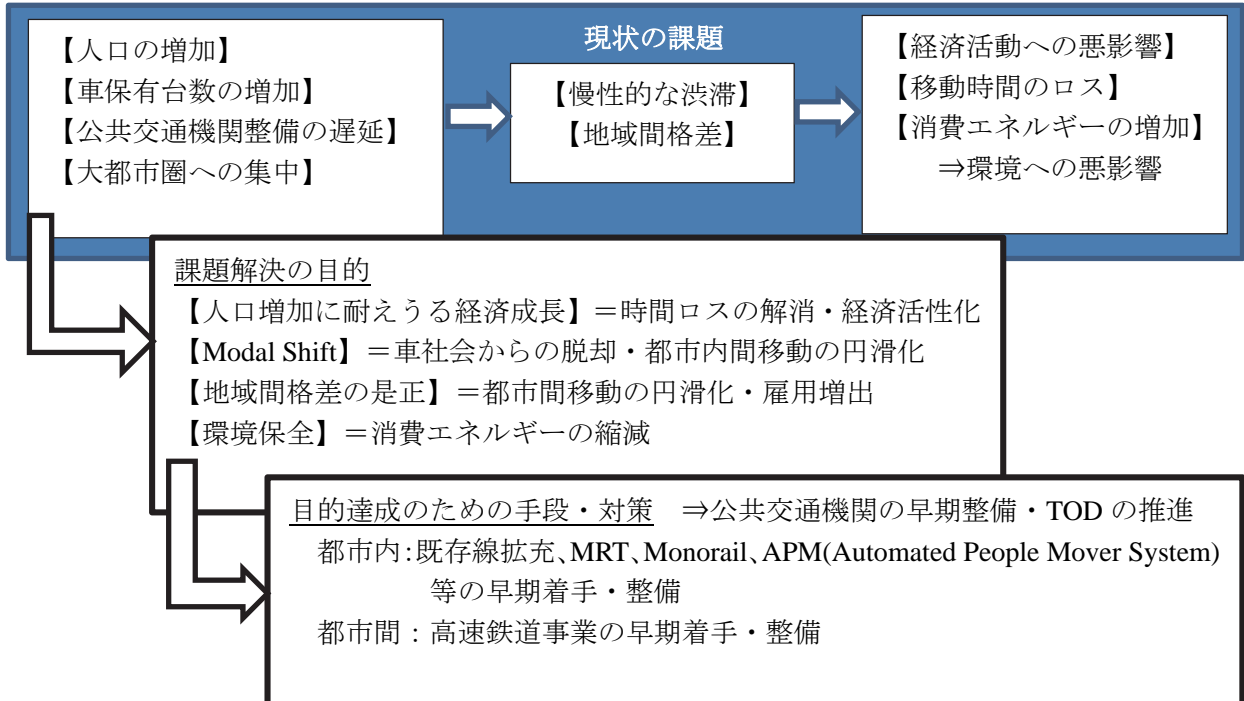 現状の課題
【人口の増加】
【車保有台数の増加】
【公共交通機関整備の遅延】
【大都市圏への集中】
【慢性的な渋滞】
【地域間格差】
【経済活動への悪影響】
【移動時間のロス】
【消費エネルギーの増加】
⇒環境への悪影響
課題解決の目的
【人口増加に耐えうる経済成長】＝時間ロスの解消・経済活性化
【Modal Shift】＝車社会からの脱却・都市内間移動の円滑化
【地域間格差の是正】＝都市間移動の円滑化・雇用増出
【環境保全】＝消費エネルギーの縮減
目的達成のための手段・対策　⇒公共交通機関の早期整備・TOD の推進
都市内:既存線拡充、MRT、Monorail、APM(Automated People Mover System)
等の早期着手・整備
都市間：高速鉄道事業の早期着手・整備